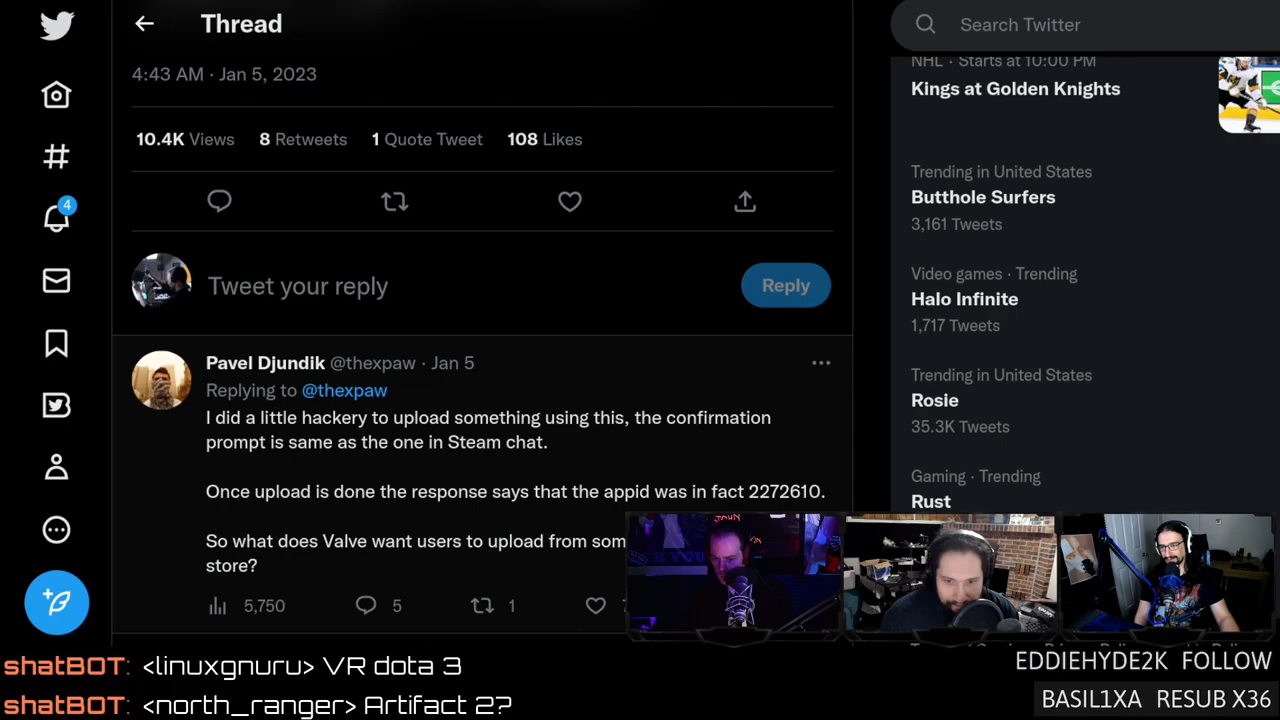 Thread
Search Twitter
4:43 AM · Jan 5, 2023
10.4K Views 8 Retweets 1 Quote Tweet 108 Likes
Tweet your reply
Reply
4
Pavel Djundik @thexpaw · Jan 5
Replying to @thexpaw
I did a little hackery to upload something using this, the confirmation
prompt is same as the one in Steam chat.
Once upload is done the response says that the appid was in fact 2272610.
So what does Valve want users to upload from som
store?
5,750 5 1
NHL · Starts at 10:00 PM
Kings at Golden Knights
Trending in United States
Butthole Surfers
3,161 Tweets
Video games · Trending
Halo Infinite
1,717 Tweets
Trending in United States
Rosie
35.3K Tweets
Gaming · Trending
Rust
shatBOT: <linuxgnuru> VR dota 3
shatBOT: <north_ranger> Artifact 2?
EDDIEHYDE2K FOLLOW
BASIL1XA RESUB X36